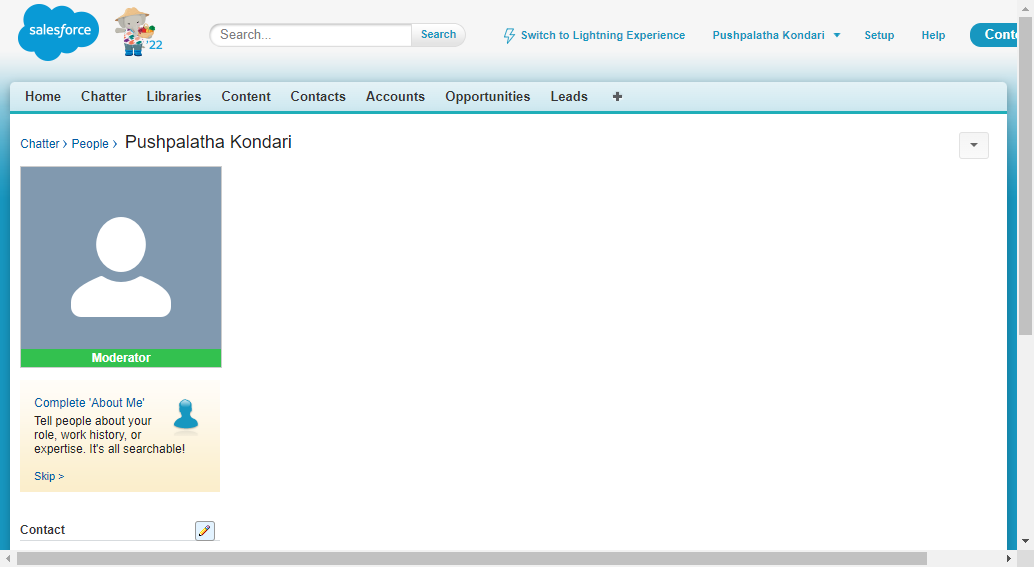 salesforce
'22
Search...
Search
Switch to Lightning Experience
Pushpalatha Kondari
Setup
Help
Home
Chatter
Libraries
Content
Contacts
Accounts
Opportunities
Leads
Chatter › People › Pushpalatha Kondari
Moderator
Complete 'About Me'
Tell people about your
role, work history, or
expertise. It's all searchable!
Skip >
Contact